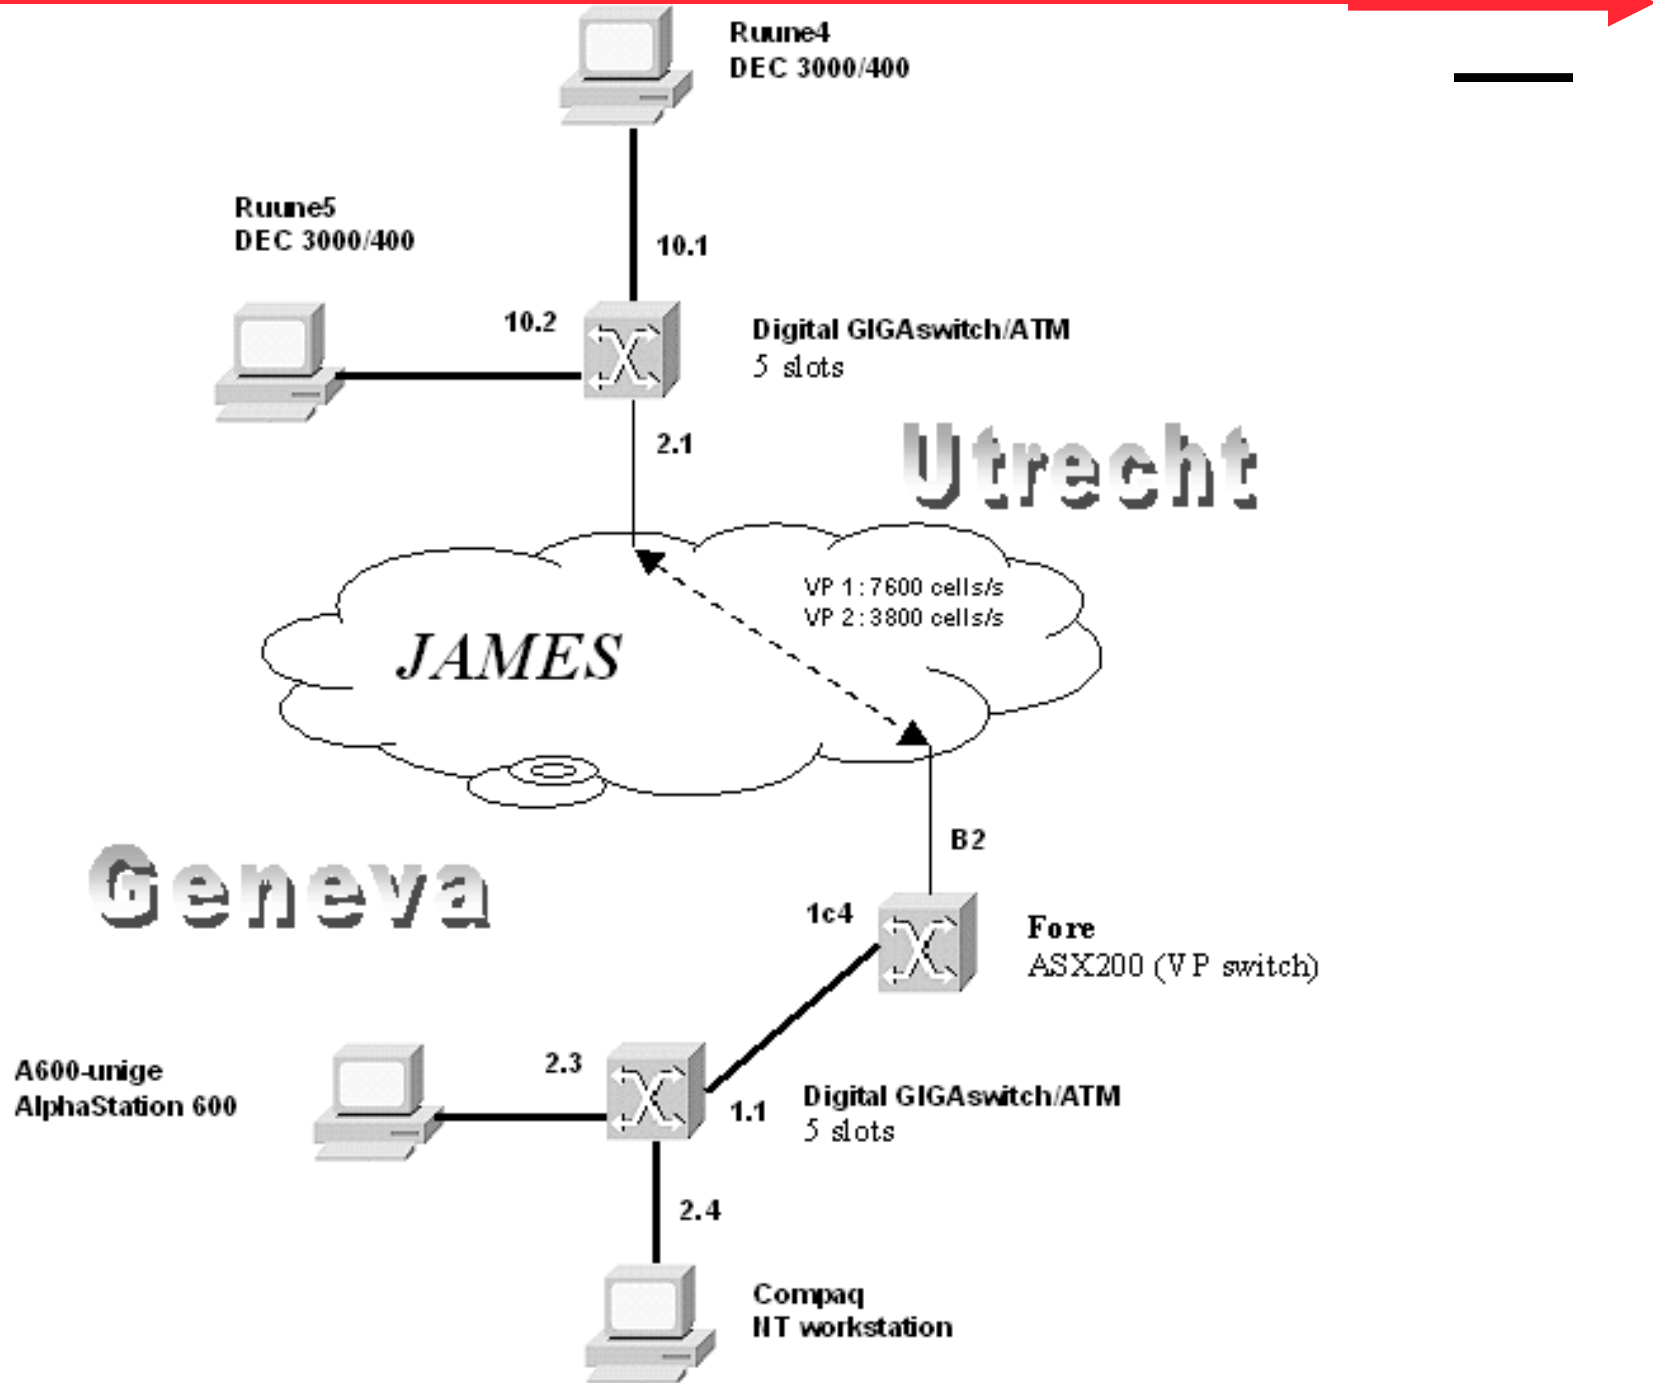 Ruune4
DEC 3000/400
Ruune5
DEC 3000/400
10.1
10.2
Digital GIGAswitch/ATM
5 slots
2.1
Utrecht
VP 1 : 7600 cells/s
VP 2 : 3800 cells/s
JAMES
B2
Geneva
1c4
Fore
ASX200 (VP switch)
2.3
A600-unige
AlphaStation 600
1.1
Digital GIGAswitch/ATM
5 slots
2.4
Compaq
NT workstation